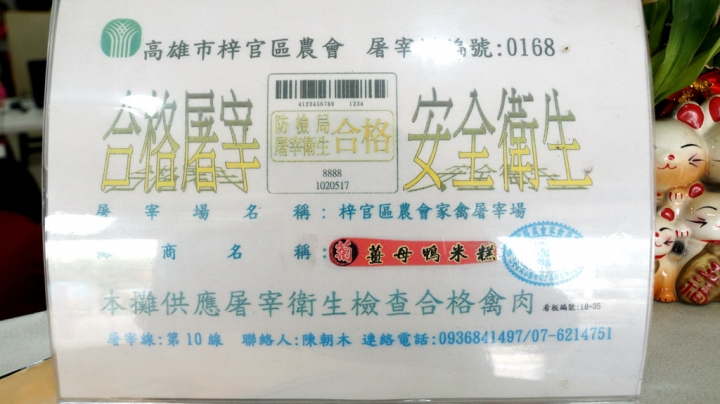 高雄市梓官區農會 屠宰 編號:0168
4123456789 1234
合格屠宰
防檢局
屠宰衛生
合格
安全衛生
8888
1020517
屠宰場名稱:梓官區農會家禽屠宰場
商名稱:
菊 薑母鴨米糕
本攤供應屠宰衛生檢查合格禽肉 看板編號:10-35
屠宰線:第10線 聯絡人:陳朝木 連絡電話:0936841497/07-6214751